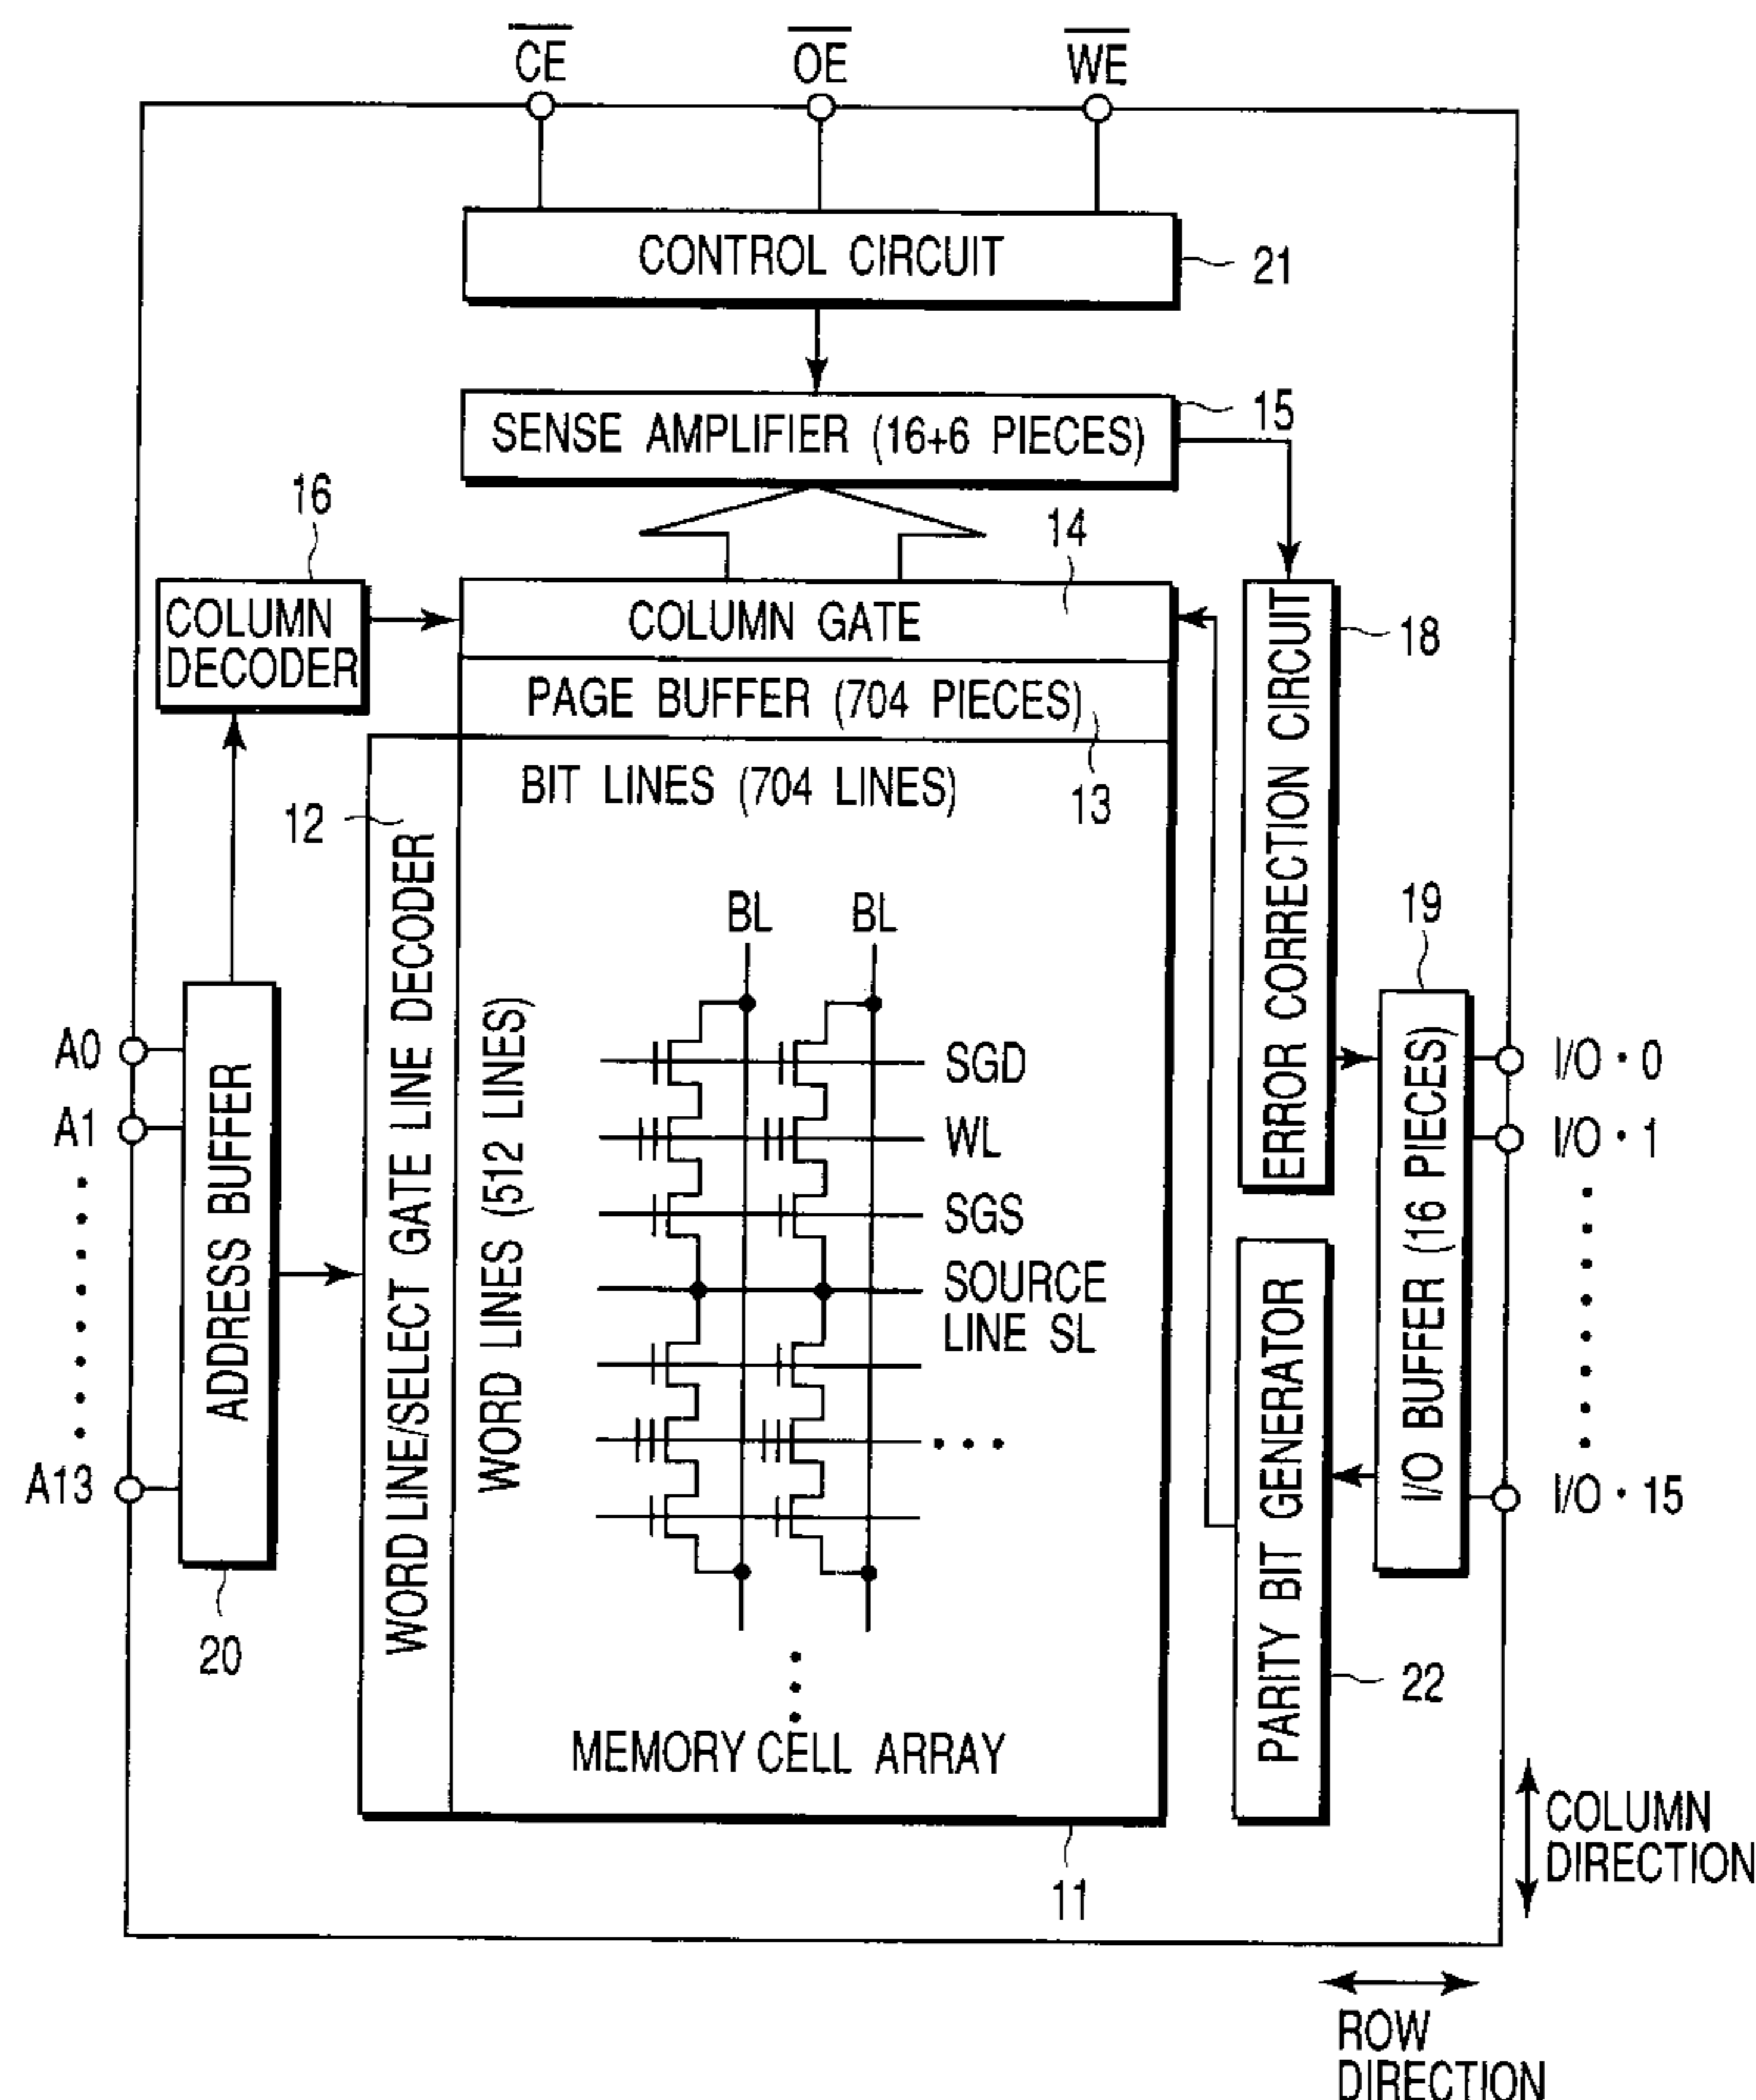 CE OE WE
CONTROL CIRCUIT
21
SENSE AMPLIFIER (16+6 PIECES)
15
16
14
COLUMN
DECODER
COLUMN GATE
18
PAGE BUFFER (704 PIECES)
13
BIT LINES (704 LINES)
12
WORD LINE/SELECT GATE LINE DECODER
WORD LINES (512 LINES)
BL BL
SGD
WL
SGS
SOURCE
LINE SL
MEMORY CELL ARRAY
11
ERROR CORRECTION CIRCUIT
19
I/O BUFFER (16 PIECES)
PARITY BIT GENERATOR
22
A0
A1
A13
ADDRESS BUFFER
20
I/O · 0
I/O · 1
I/O · 15
COLUMN
DIRECTION
ROW
DIRECTION